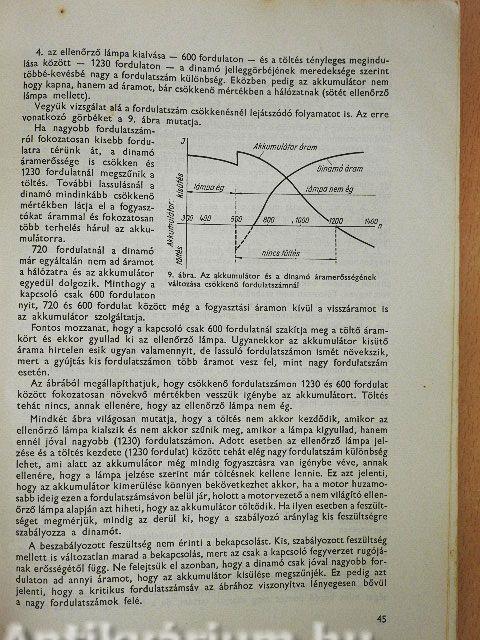 4. az ellenőrző lámpa kialvása — 600 fordulaton — és a töltés tényleges megindu-
lása között — 1230 fordulaton — a dinamó jelleggörbéjének meredeksége szerint
többé-kevésbé nagy a fordulatszám különbség. Eközben pedig az akkumulátor nem
hogy kapna, hanem ad áramot, bár csökkenő mértékben a hálózatnak (sötét ellenőrző
lámpa mellett).
Vegyük vizsgálat alá a fordulatszám csökkenésnél lejátszódó folyamatot is. Az erre
vonatkozó görbéket a 9. ábra mutatja.
Ha nagyobb fordulatszám-
ról fokozatosan kisebb fordu-
latra térünk át, a dinamó
áramerőssége is csökken és
1230 fordulatnál megszűnik a
töltés. További lassulásnál a
dinamó mindinkább csökkenő
mértékben látja el a fogyasz-
tókat árammal és fokozatosan
több terhelés hárul az akku-
mulátorra.
720 fordulatnál a dinamó
már egyáltalán nem ad áramot
a hálózatra és az akkumulátor
egyedül dolgozik. Minthogy a
kapcsoló csak 600 fordulaton
J
Akkumulátor áram
Dinamó áram
lámpa ég
lámpa nem ég
Akkumulátor
töltés kisütés
400
800
1000
1200
n
nincs töltés
9. ábra. Az akkumulátor és a dinamó áramerősségének
változása csökkenő fordulatszámnál
nyit, 720 és 600 fordulat között még a fogyasztási áramon kívül a visszáramot is
az akkumulátor szolgáltatja.
Fontos mozzanat, hogy a kapcsoló csak 600 fordulatnál szakítja meg a töltő áram-
kört és ekkor gyullad ki az ellenőrző lámpa. Ugyanekkor az akkumulátor kisütő
árama hirtelen esik ugyan valamennyit, de lassuló fordulatszámon ismét növekszik,
mert a gyújtás kis fordulatszámon több áramot vesz fel, mint nagy fordulatszám
esetén.
Az ábrából megállapíthatjuk, hogy csökkenő fordulatszámon 1230 és 600 fordulat
között fokozatosan növekvő mértékben vesszük igénybe az akkumulátort. Töltés
tehát nincs, annak ellenére, hogy az ellenőrző lámpa nem ég.
Mindkét ábra világosan mutatja, hogy a töltés nem akkor kezdődik, amikor az
ellenőrző lámpa kialszik és nem akkor szűnik meg, amikor a lámpa kigyullad, hanem
ennél jóval nagyobb (1230) fordulatszámon. Adott esetben az ellenőrző lámpa jel-
zése és a töltés kezdete (1230 fordulat) között tehát elég nagy fordulatszám különbség
lehet, ami alatt az akkumulátor még mindig fogyasztásra van igénybe véve, annak
ellenére, hogy a lámpa jelzése szerint már töltésnek kellene lennie. Ez azt jelenti,
hogy az akkumulátor kimerülése könnyen bekövetkezhet akkor, ha a motor huzamo-
sabb ideig ezen a fordulatszámsávon belül jár, holott a motorvezető a nem világító ellen-
őrző lámpa alapján azt hiheti, hogy az akkumulátor töltődik. Ha ilyen esetben a feszült-
séget megmérjük, mindig az derül ki, hogy a szabályozó aránylag kis feszültségre
szabályozza a dinamót.
A beszabályozott feszültség nem érinti a bekapcsolást. Kis, szabályozott feszültség
mellett is változatlan marad a bekapcsolás, mert az csak a kapcsoló fegyverzet rugójá-
nak erősségétől függ. Ne felejtsük el azonban, hogy a dinamó csak jóval nagyobb for-
dulaton ad annyi áramot, hogy az akkumulátor kisülése megszűnjék. Ez pedig azt
jelenti, hogy a kritikus fordulatszámsáv az ábrához viszonyítva lényegesen bővül
a nagy fordulatszámok felé.
45